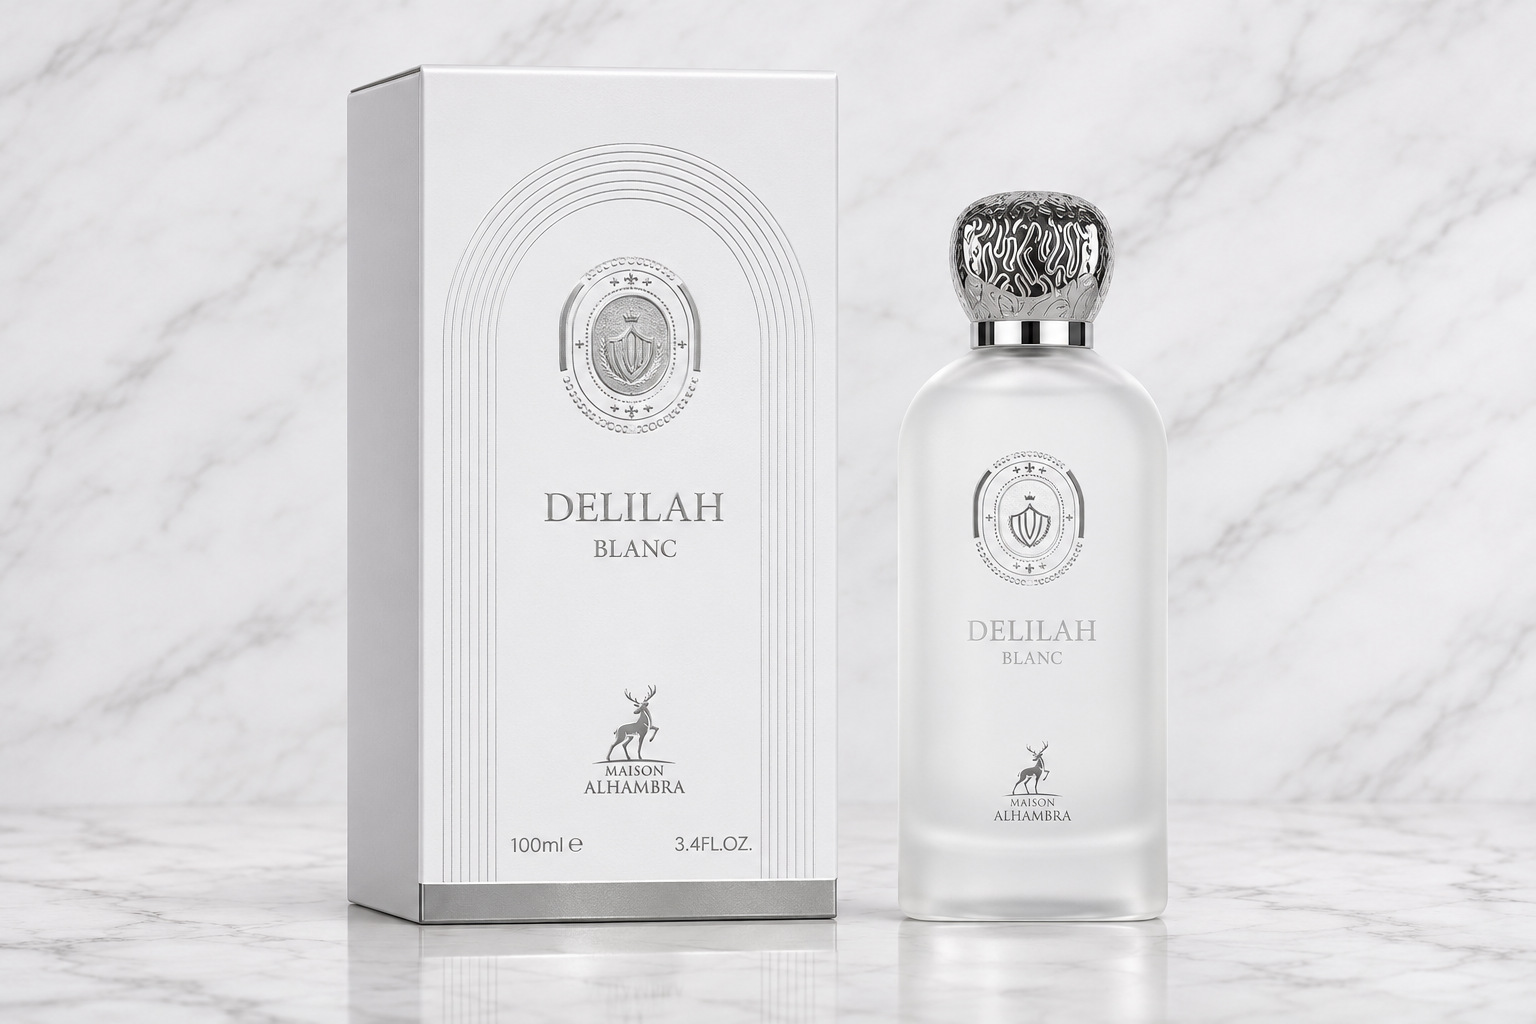 DELILAH
BLANC
MAISON
ALHAMBRA
100ml ℮
3.4FL.OZ.
DELILAH
BLANC
MAISON
ALHAMBRA